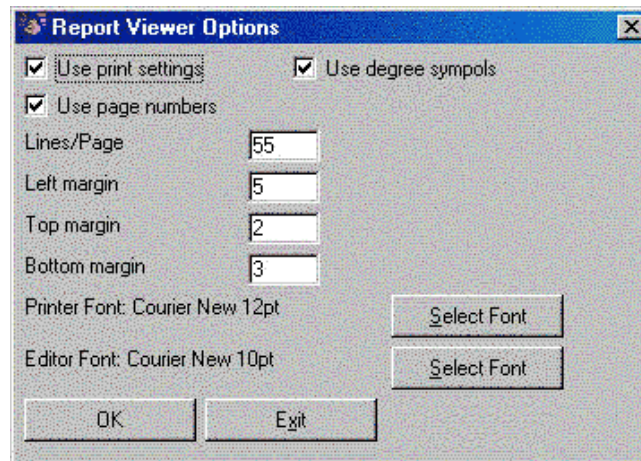 Report Viewer Options
Use print settings Use degree sympols
Use page numbers
Lines/Page 55
Left margin 5
Top margin 2
Bottom margin 3
Printer Font: Courier New 12pt Select Font
Editor Font: Courier New 10pt Select Font
OK Exit